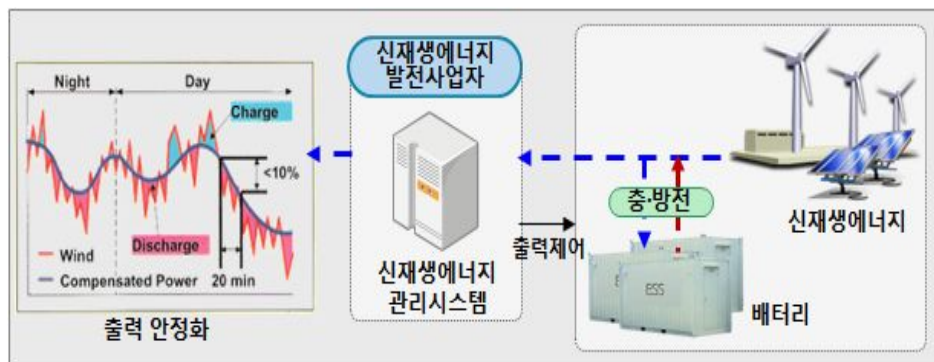 Night
Day
Charge
<10%
Discharge
Wind
Compensated Power
20 min
출력 안정화
신재생에너지
발전사업자
신재생에너지
관리시스템
출력제어
충·방전
신재생에너지
ESS
배터리